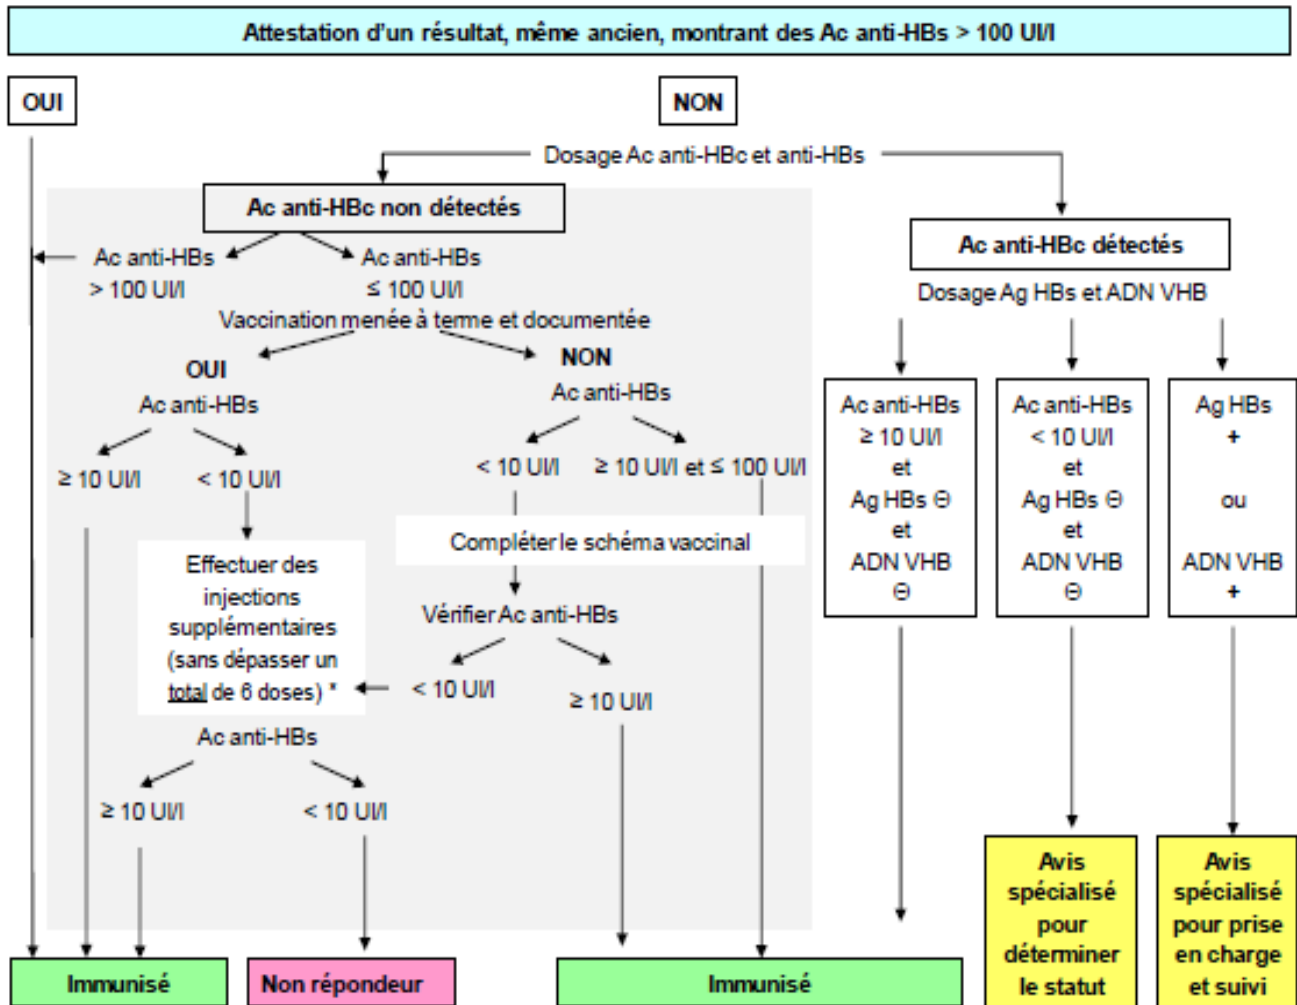 Attestation d'un résultat, même ancien, montrant des Ac anti-HBs > 100 UI/l
OUI
NON
Dosage Ac anti-HBc et anti-HBs
Ac anti-HBc non détectés
Ac anti-HBs
> 100 UI/l
Ac anti-HBs
≤ 100 UI/l
Vaccination menée à terme et documentée
OUI
Ac anti-HBs
≥ 10 UI/l
< 10 UI/l
Effectuer des
injections
supplémentaires
(sans dépasser un
total de 6 doses) *
Ac anti-HBs
≥ 10 UI/l
< 10 UI/l
NON
Ac anti-HBs
< 10 UI/l
≥ 10 UI/l et ≤ 100 UI/l
Compléter le schéma vaccinal
Vérifier Ac anti-HBs
< 10 UI/l
≥ 10 UI/l
Ac anti-HBc détectés
Dosage Ag HBs et ADN VHB
Ac anti-HBs
≥ 10 UI/l
et
Ag HBs ⊖
et
ADN VHB
⊖
Ac anti-HBs
< 10 UI/l
et
Ag HBs ⊖
et
ADN VHB
⊖
Ag HBs
+
ou
ADN VHB
+
Immunisé
Non répondeur
Immunisé
Avis
spécialisé
pour
déterminer
le statut
Avis
spécialisé
pour prise
en charge
et suivi